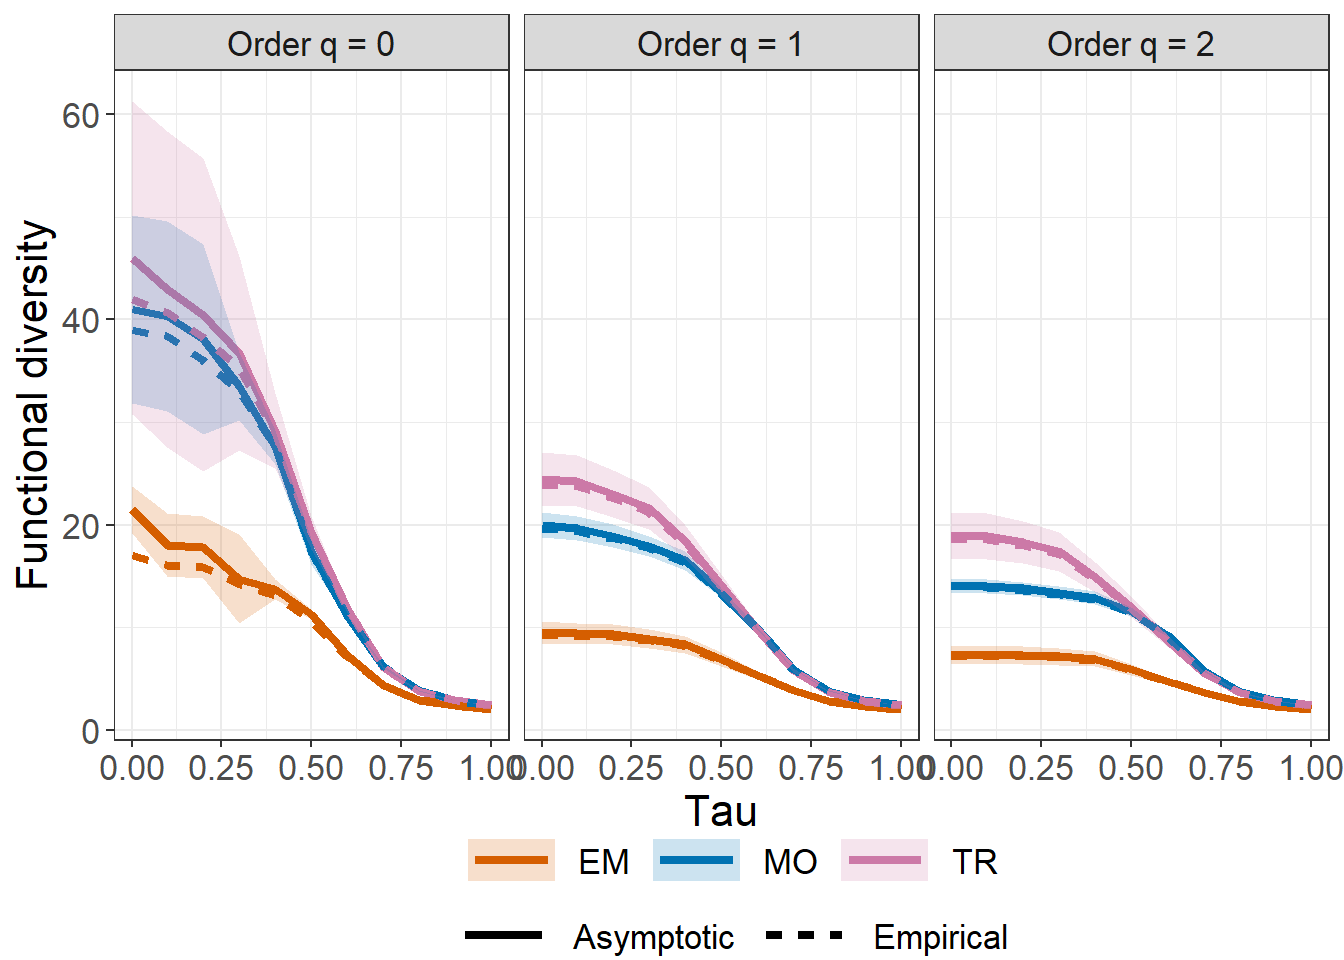 Order q = 0 Order q = 1 Order q = 2
Functional diversity
60
40
20
0
0.00 0.25 0.50 0.75 1.00 0.00 0.25 0.50 0.75 1.00 0.00 0.25 0.50 0.75 1.00
Tau
EM MO TR
Asymptotic Empirical